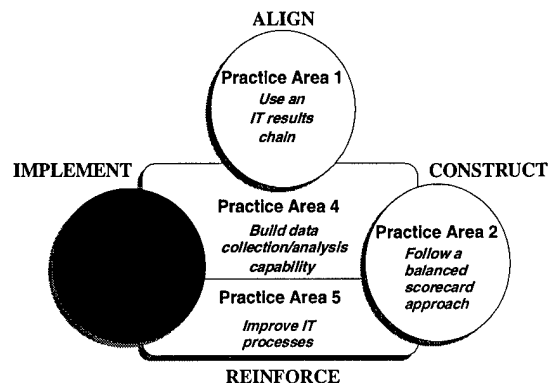 ALIGN
Practice Area 1
Use an
IT results
chain
IMPLEMENT
CONSTRUCT
Practice Area 4
Build data
collection/analysis
capability
Practice Area 2
Follow a
balanced
scorecard
approach
Practice Area 5
Improve IT
processes
REINFORCE